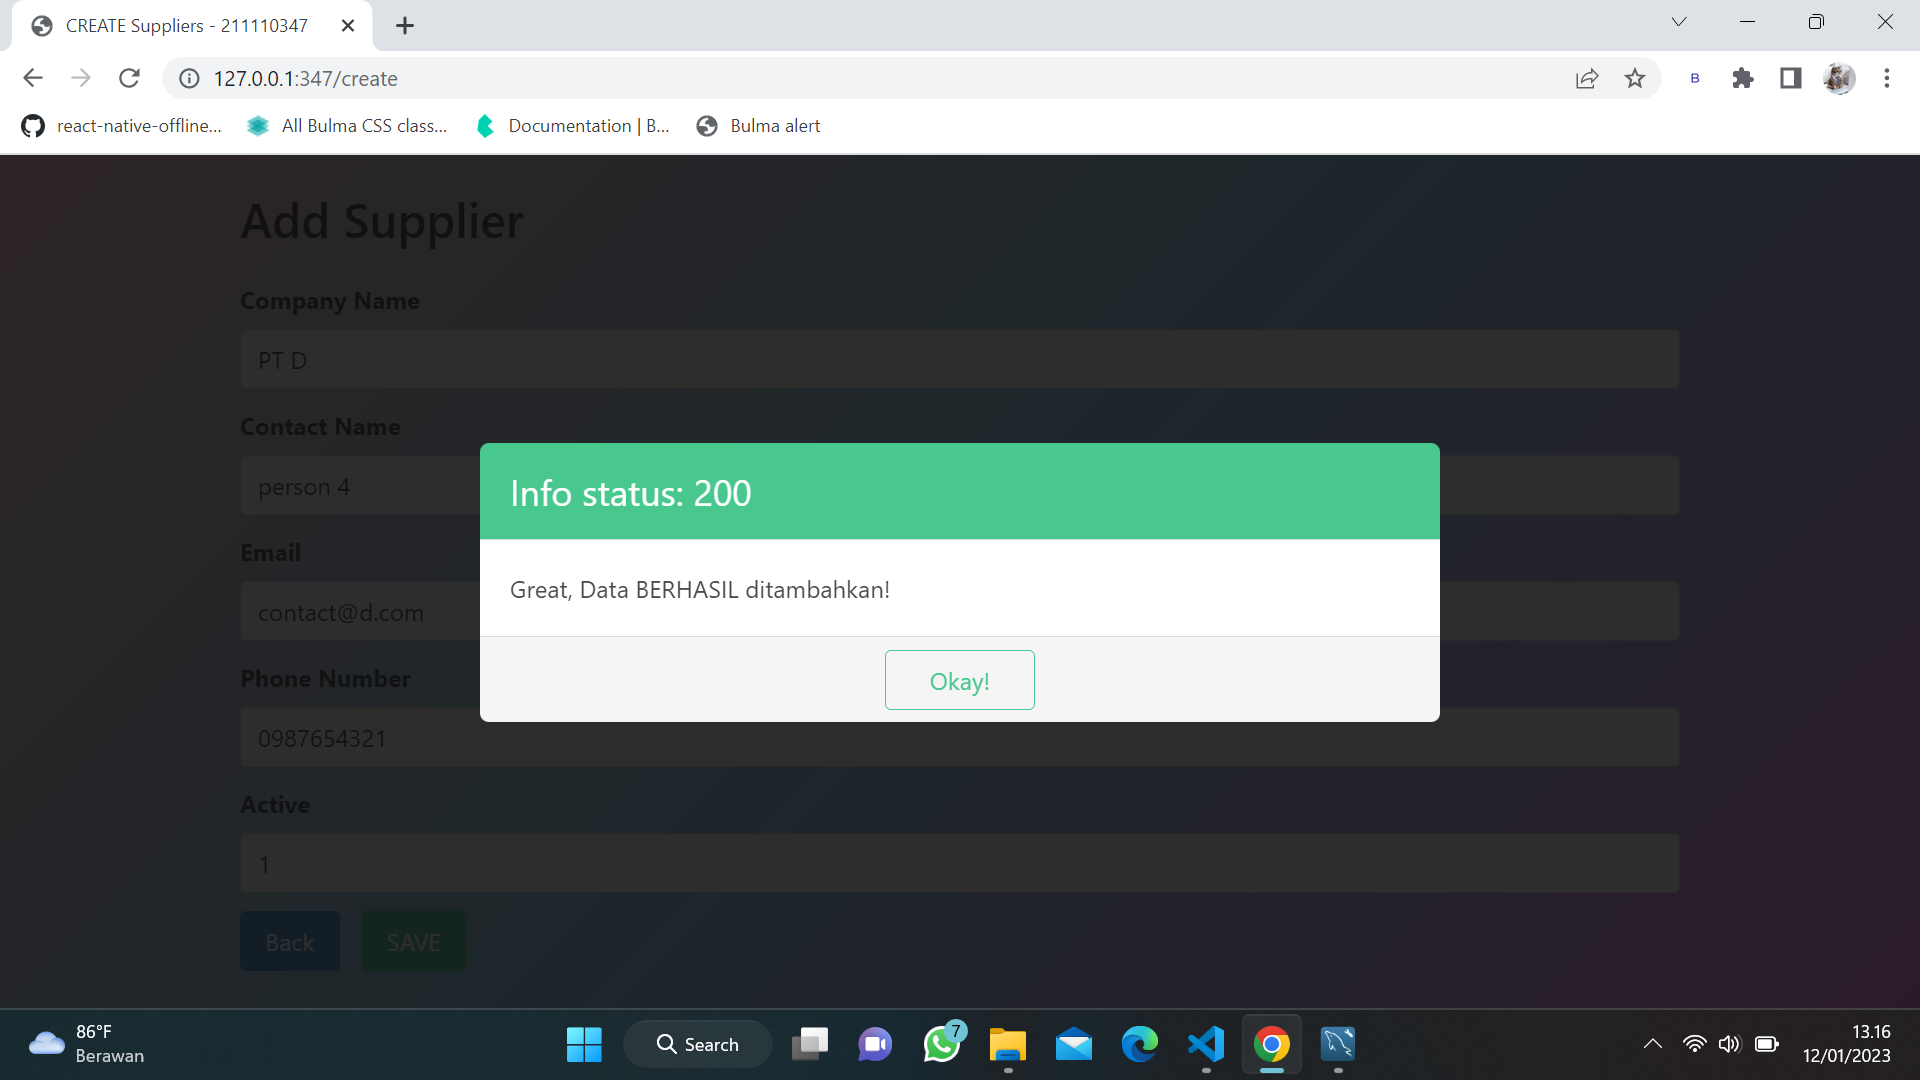 CREATE Suppliers - 211110347
127.0.0.1:347/create
B
react-native-offline...
All Bulma CSS class...
Documentation | B...
Bulma alert
Add Supplier
Company Name
PT D
Contact Name
person 4
Info status: 200
Email
Great, Data BERHASIL ditambahkan!
contact@d.com
Phone Number
Okay!
0987654321
Active
1
Back
SAVE
86°F
Berawan
Search
7
13.16
12/01/2023